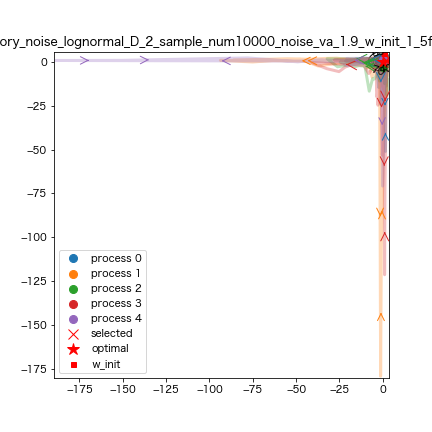 ory_noise_lognormal_D_2_sample_num10000_noise_va_1.9_w_init_1_5f
0
−25
−50
−75
−100
−125
−150
−175
process 0
process 1
process 2
process 3
process 4
selected
optimal
w_init
−175 −150 −125 −100 −75 −50 −25 0